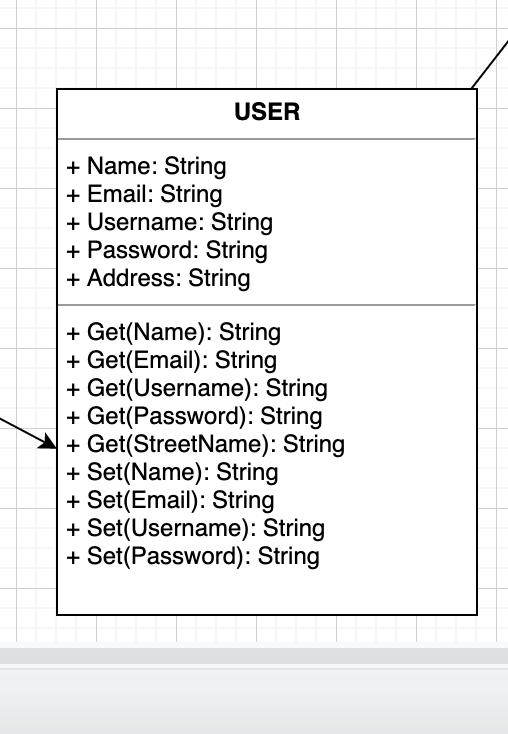 USER
+ Name: String
+ Email: String
+ Username: String
+ Password: String
+ Address: String
+ Get(Name): String
+ Get(Email): String
+ Get(Username): String
+ Get(Password): String
+ Get(StreetName): String
+ Set(Name): String
+ Set(Email): String
+ Set(Username): String
+ Set(Password): String